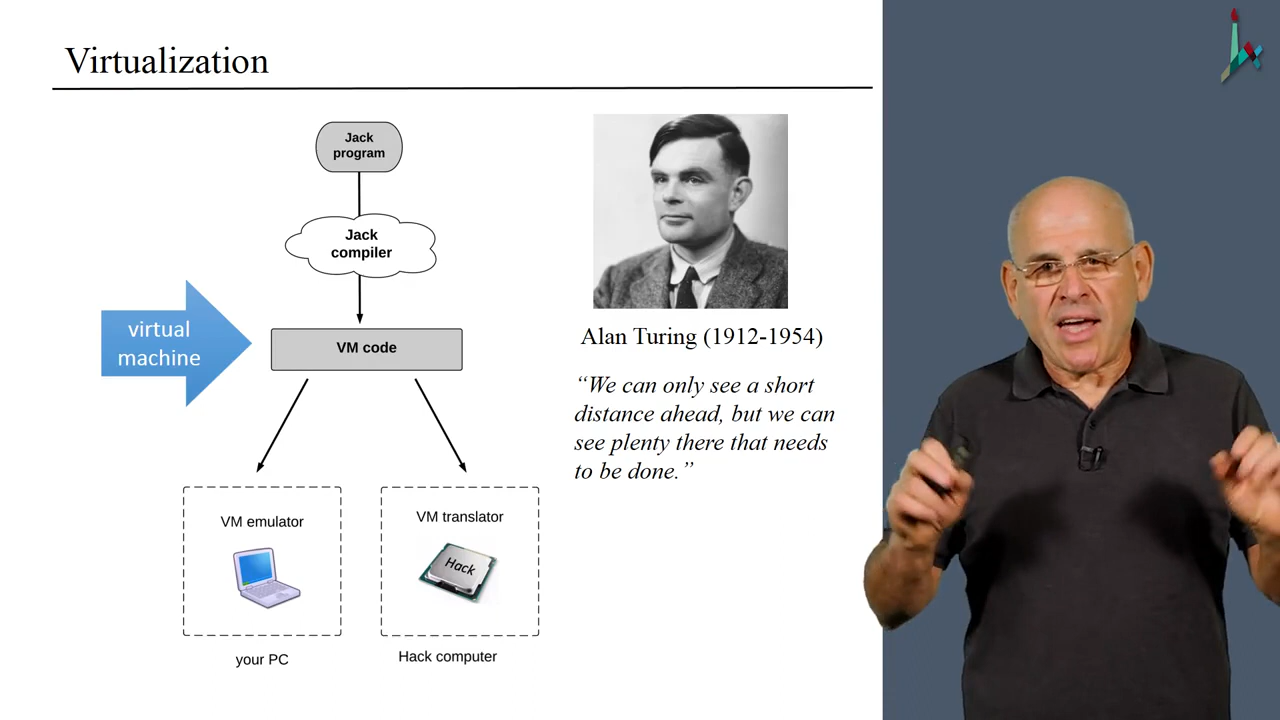 Virtualization
Jack
program
Jack
compiler
virtual
machine
VM code
VM emulator
your PC
VM translator
Hack
Hack computer
Alan Turing (1912-1954)
“We can only see a short
distance ahead, but we can
see plenty there that needs
to be done.”